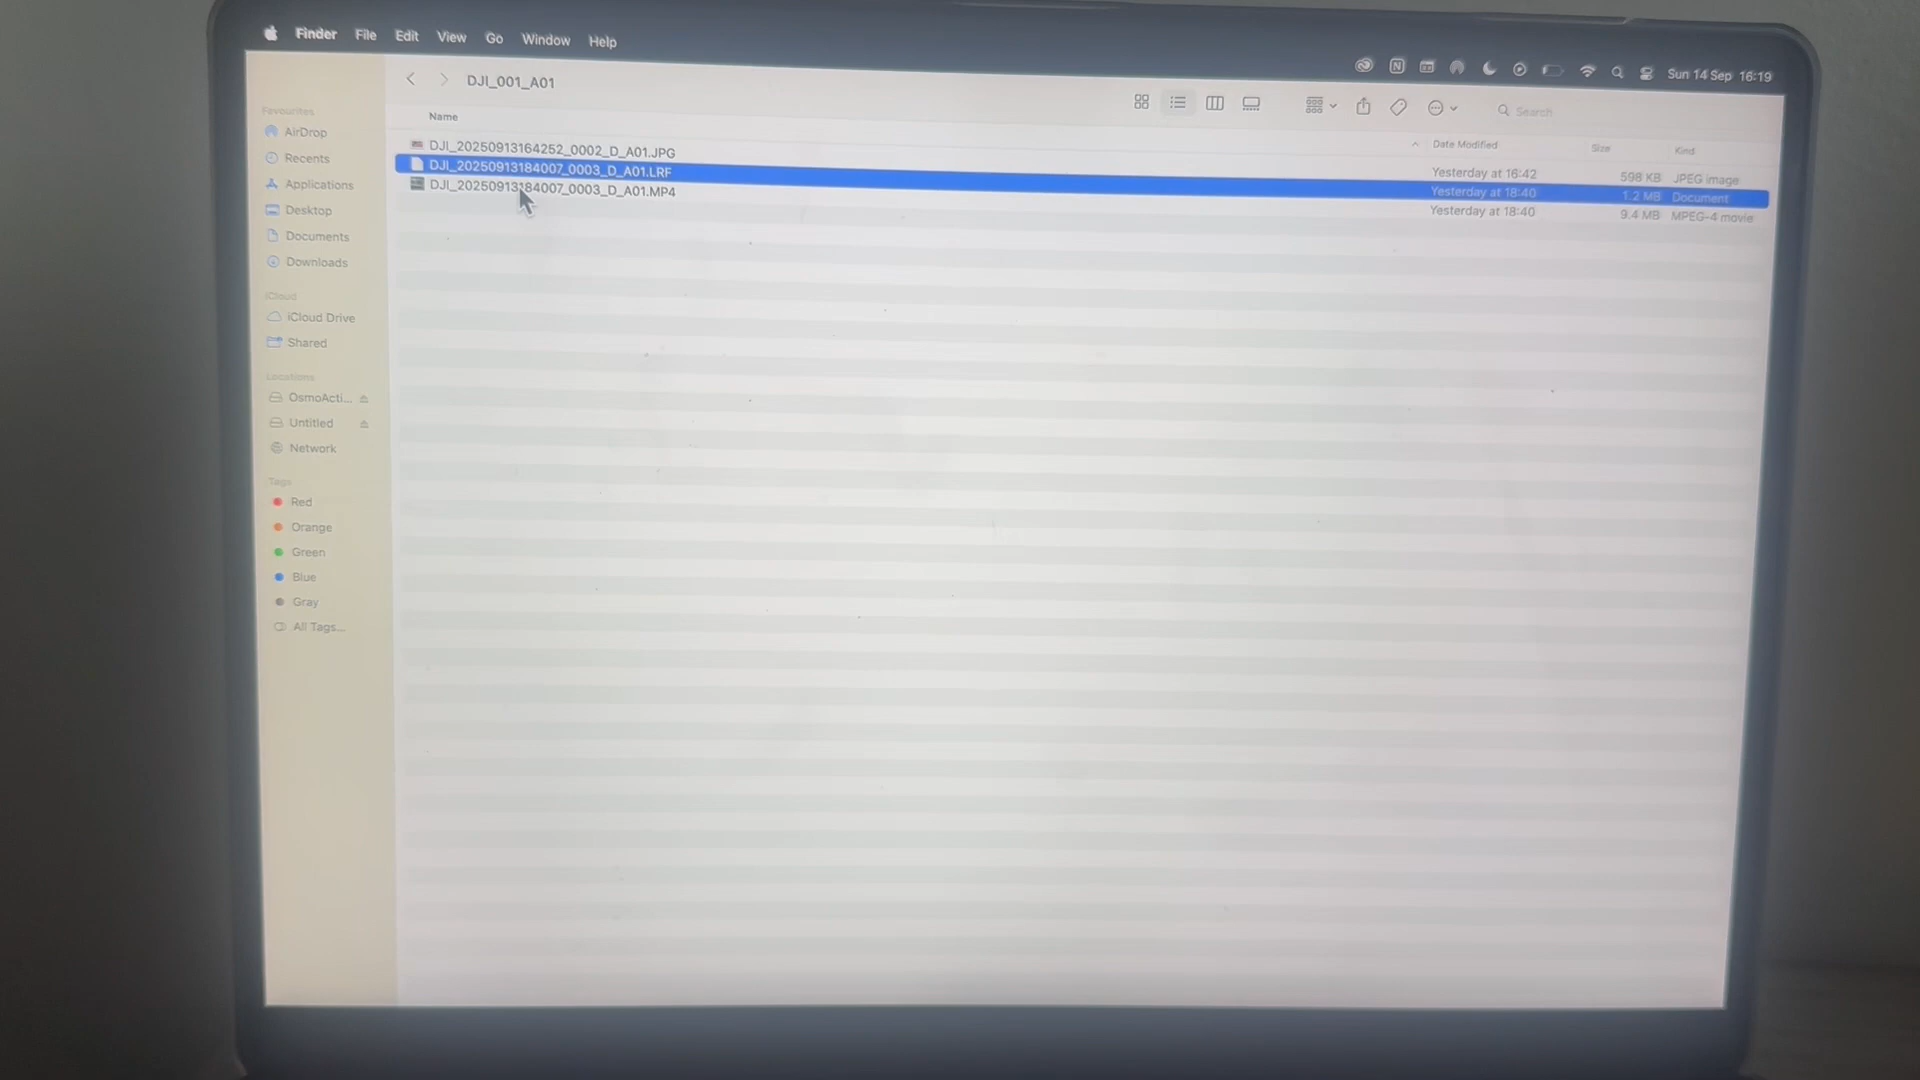 Finder File Edit View Go Window Help
Sun 14 Sep 16:19
DJI_001_A01
Search
Name
Date Modified
Size
Kind
DJI_20250913164252_0002_D_A01.JPG
Yesterday at 16:42
598 KB
JPEG image
DJI_20250913184007_0003_D_A01.LRF
Yesterday at 18:40
1.2 MB
Document
DJI_20250913184007_0003_D_A01.MP4
Yesterday at 18:40
9.4 MB
MPEG-4 movie
Favourites
AirDrop
Recents
Applications
Desktop
Documents
Downloads
iCloud
iCloud Drive
Shared
Locations
OsmoActi...
Untitled
Network
Tags
Red
Orange
Green
Blue
Gray
All Tags...